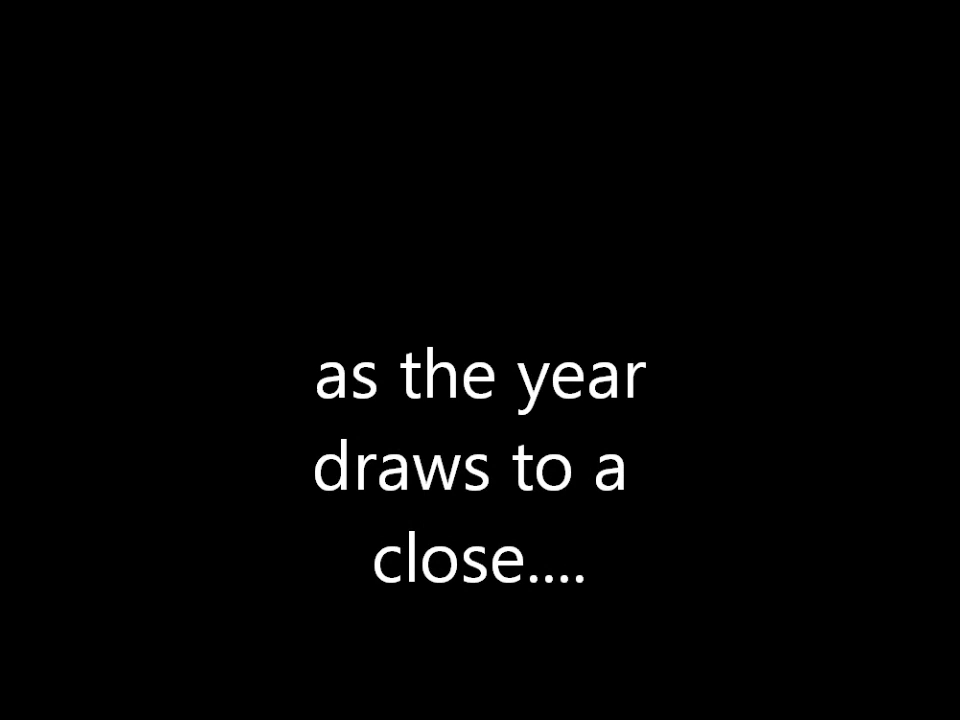 as the year
draws to a
close....